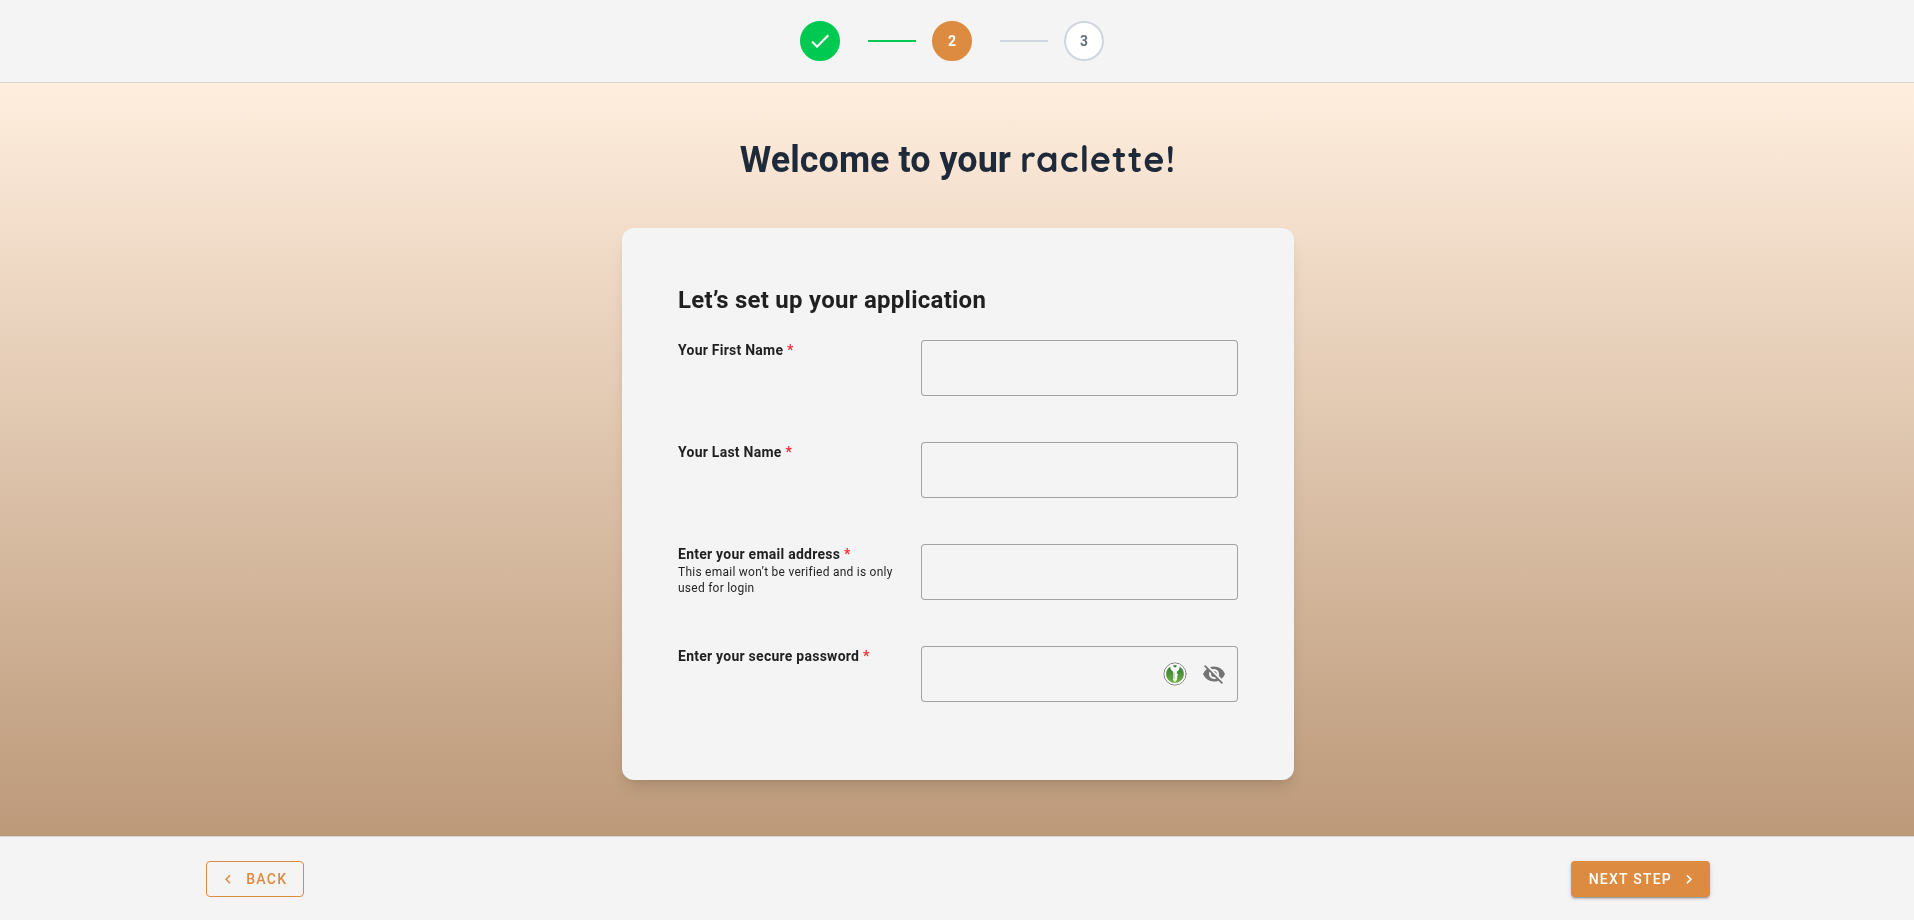 2
3
Welcome to your raclette!
Let’s set up your application
Your First Name *
Your Last Name *
Enter your email address *
This email won’t be verified and is only
used for login
Enter your secure password *
BACK
NEXT STEP